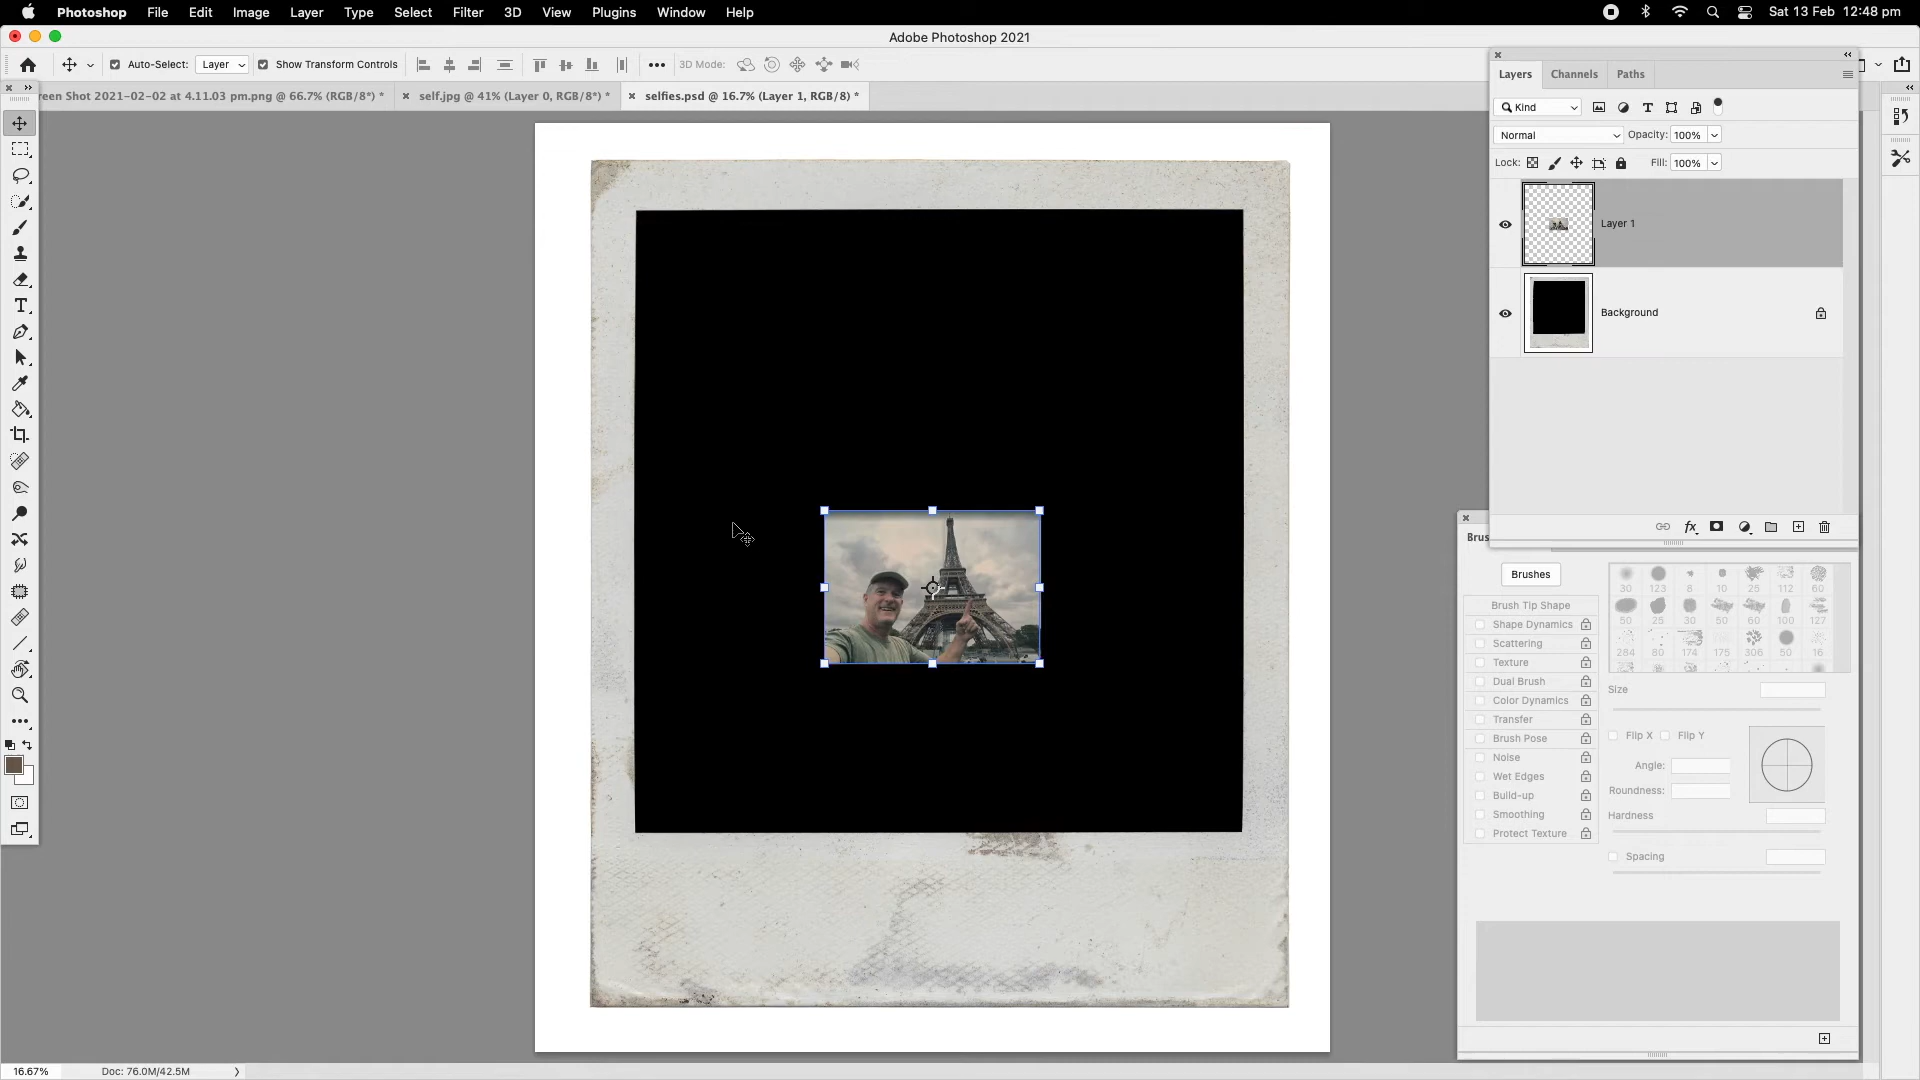 Photoshop File Edit Image Layer Type Select Filter 3D View Plugins Window Help Sat 13 Feb 12:48 pm
Adobe Photoshop 2021
Auto-Select: Layer Show Transform Controls 3D Mode:
reen Shot 2021-02-02 at 4.11.03 pm.png @ 66.7% (RGB/8*) * self.jpg @ 41% (Layer 0, RGB/8*) * selfies.psd @ 16.7% (Layer 1, RGB/8) *
Layers Channels Paths
Kind
Normal Opacity: 100%
Lock: Fill: 100%
Layer 1
Background
fx
Brus
Brushes
30 123 8 10 25 112 60
50 25 30 50 60 100 127
284 80 174 175 306 50 16
Brush Tip Shape
Shape Dynamics
Scattering
Texture
Dual Brush
Color Dynamics
Transfer
Brush Pose
Noise
Wet Edges
Build-up
Smoothing
Protect Texture
Size
Flip X Flip Y
Angle:
Roundness:
Hardness
Spacing
16.67% Doc: 76.0M/42.5M